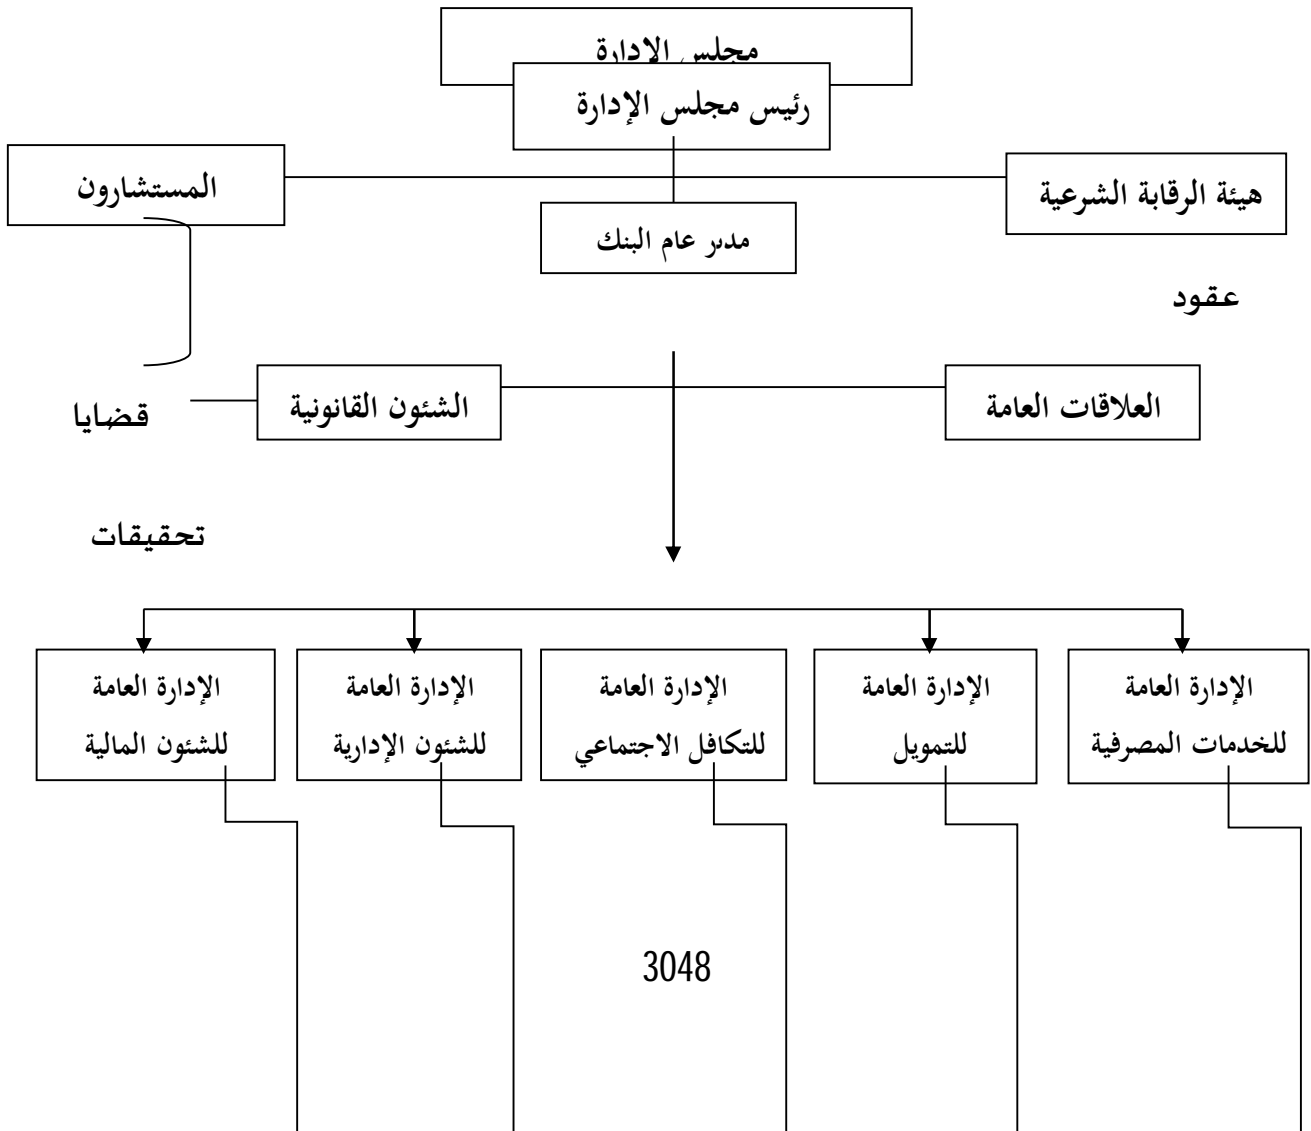 مجلس الإدارة
رئيس مجلس الإدارة
هيئة الرقابة الشرعية
المستشارون
مدير عام البنك
عقود
العلاقات العامة
الشئون القانونية
قضايا
تحقيقات
الإدارة العامة
للخدمات المصرفية
الإدارة العامة
للتمويل
الإدارة العامة
للتكافل الاجتماعي
الإدارة العامة
للشئون الإدارية
الإدارة العامة
للشئون المالية
3048